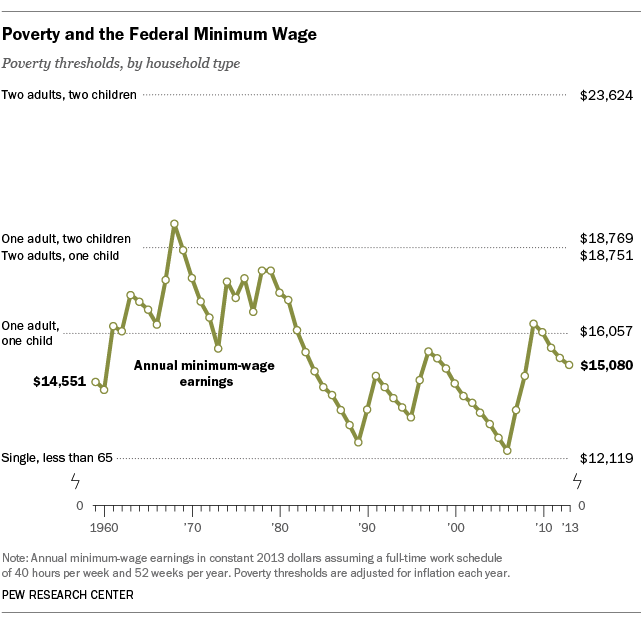 Poverty and the Federal Minimum Wage
Poverty thresholds, by household type
Two adults, two children $23,624
One adult, two children $18,769
Two adults, one child $18,751
One adult,
one child $16,057
Annual minimum-wage
earnings
$14,551
$15,080
Single, less than 65 $12,119
0 0
1960 '70 '80 '90 '00 '10 '13
Note: Annual minimum-wage earnings in constant 2013 dollars assuming a full-time work schedule
of 40 hours per week and 52 weeks per year. Poverty thresholds are adjusted for inflation each year.
PEW RESEARCH CENTER